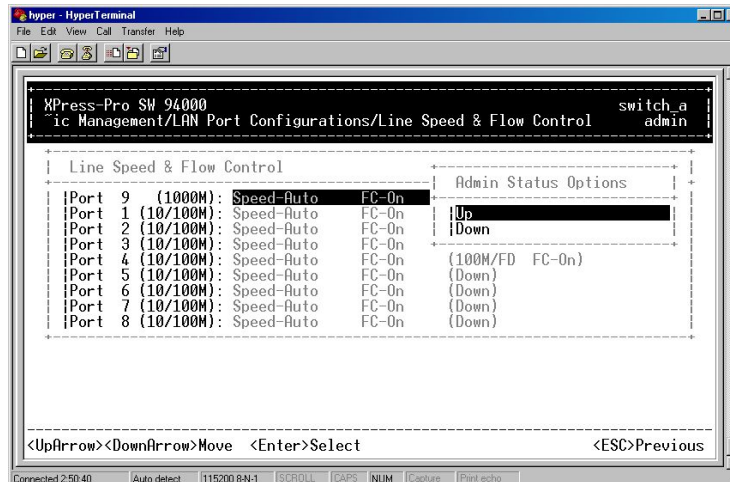 hyper - HyperTerminal
File Edit View Call Transfer Help
XPress-Pro SW 94000 switch_a
~ic Management/LAN Port Configurations/Line Speed & Flow Control admin
Line Speed & Flow Control
Admin Status Options
Port 9 (1000M): Speed-Auto FC-On
Port 1 (10/100M): Speed-Auto FC-On Up
Port 2 (10/100M): Speed-Auto FC-On Down
Port 3 (10/100M): Speed-Auto FC-On
Port 4 (10/100M): Speed-Auto FC-On (100M/FD FC-On)
Port 5 (10/100M): Speed-Auto FC-On (Down)
Port 6 (10/100M): Speed-Auto FC-On (Down)
Port 7 (10/100M): Speed-Auto FC-On (Down)
Port 8 (10/100M): Speed-Auto FC-On (Down)
<UpArrow><DownArrow>Move <Enter>Select <ESC>Previous
Connected 2:50:40 Auto detect 115200 8-N-1 SCROLL CAPS NUM Capture Print echo